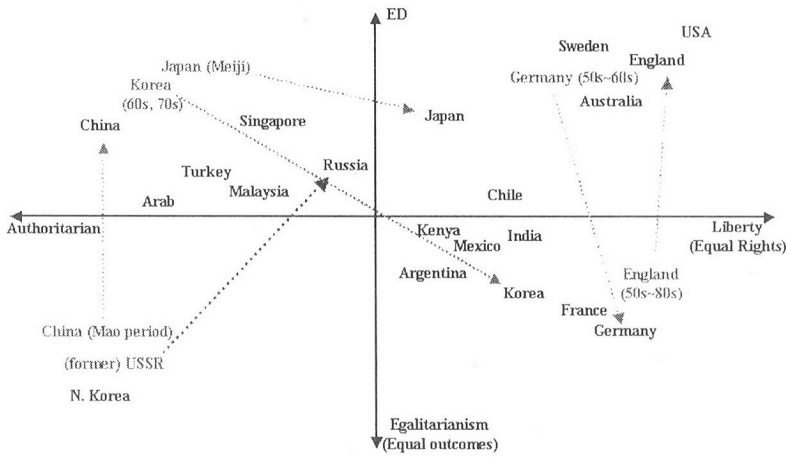 ED
USA
Sweden
England
Japan (Meiji)
Germany (50s~60s)
Korea
(60s, 70s)
Australia
China
Singapore
Japan
Russia
Turkey
Malaysia
Arab
Chile
Authoritarian
Liberty
(Equal Rights)
Kenya
India
Mexico
Argentina
England
(50s~80s)
Korea
France
Germany
China (Mao period)
(former) USSR
N. Korea
Egalitarianism
(Equal outcomes)